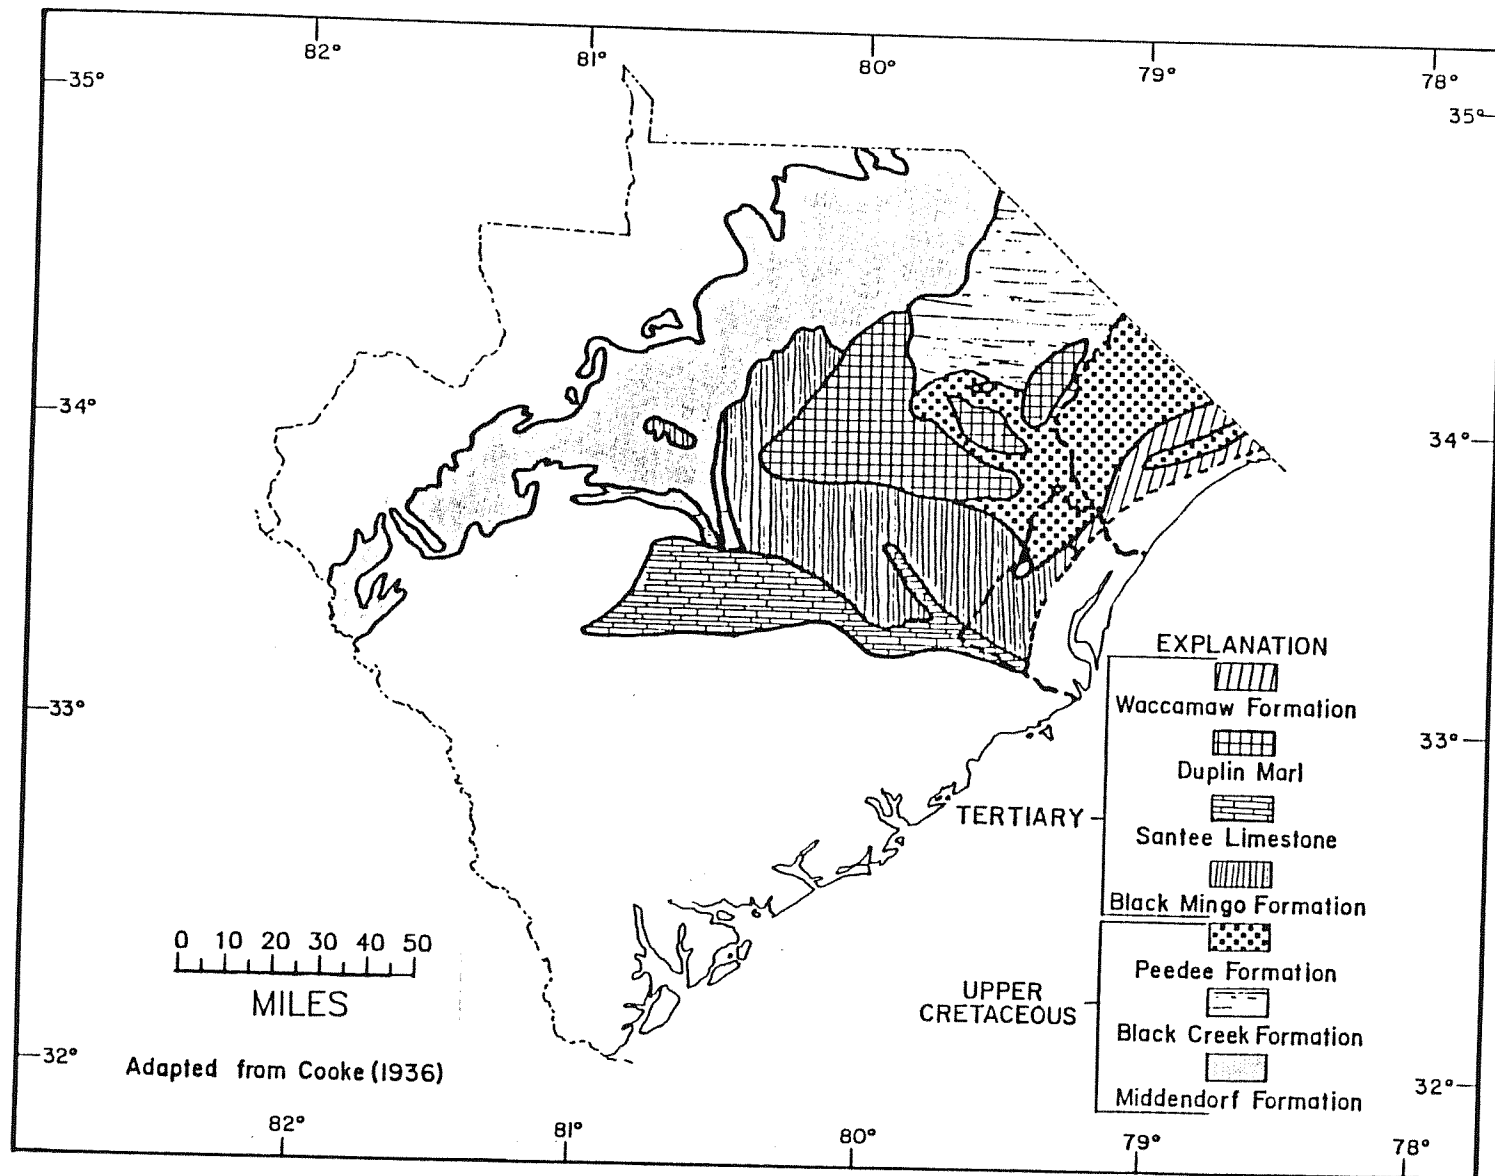 82°
81°
80°
79°
78°
35°
35°
34°
34°
33°
33°
32°
32°
EXPLANATION
Waccamaw Formation
Duplin Marl
TERTIARY
Santee Limestone
Black Mingo Formation
Peedee Formation
UPPER
CRETACEOUS
Black Creek Formation
Middendorf Formation
0 10 20 30 40 50
MILES
Adapted from Cooke (1936)
82°
81°
80°
79°
78°